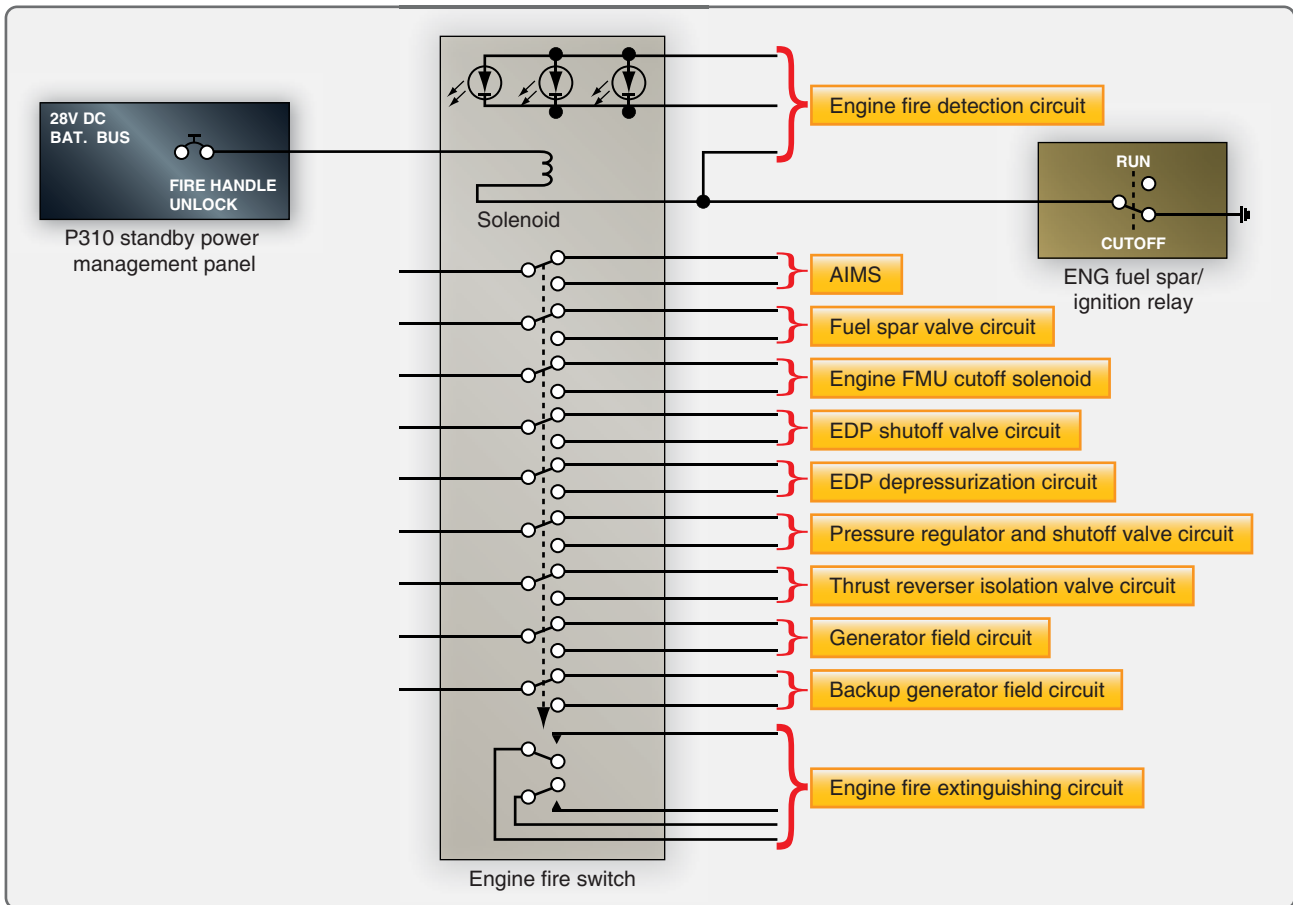 28V DC
BAT. BUS
FIRE HANDLE
UNLOCK
P310 standby power
management panel
Solenoid
Engine fire detection circuit
RUN
CUTOFF
ENG fuel spar/
ignition relay
AIMS
Fuel spar valve circuit
Engine FMU cutoff solenoid
EDP shutoff valve circuit
EDP depressurization circuit
Pressure regulator and shutoff valve circuit
Thrust reverser isolation valve circuit
Generator field circuit
Backup generator field circuit
Engine fire extinguishing circuit
Engine fire switch